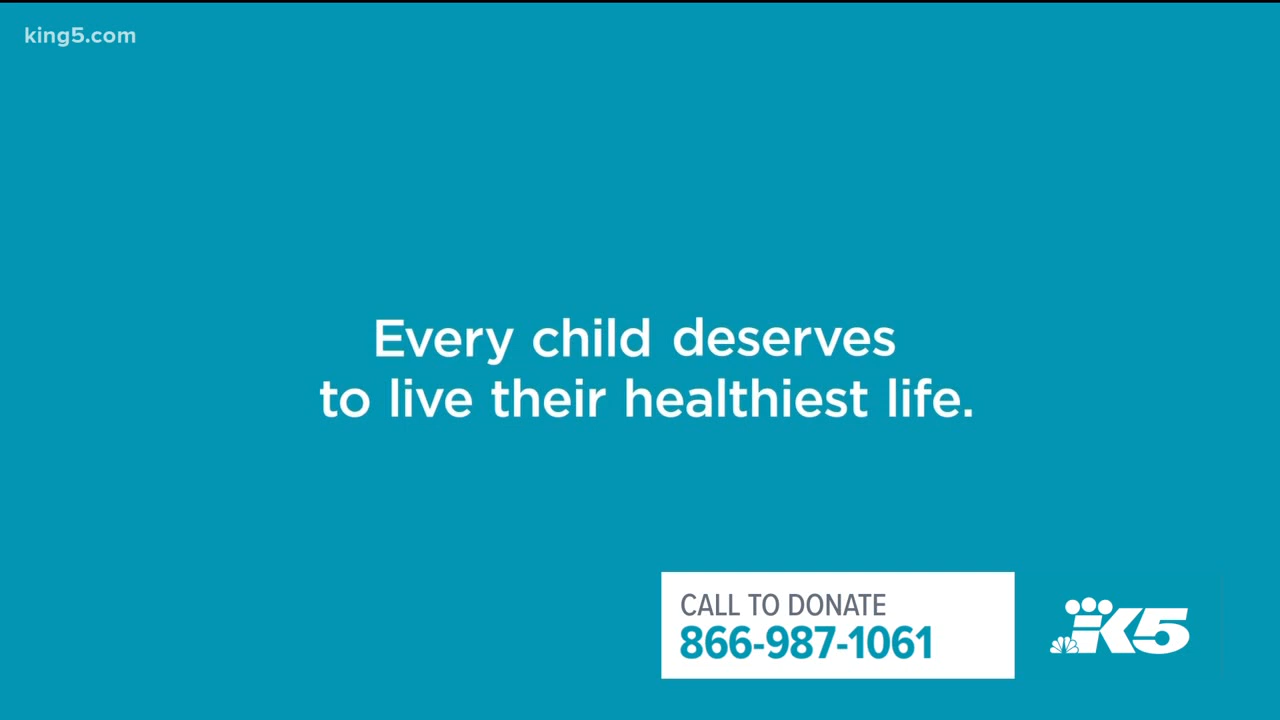 king5.com
Every child deserves
to live their healthiest life.
CALL TO DONATE
866-987-1061
K5